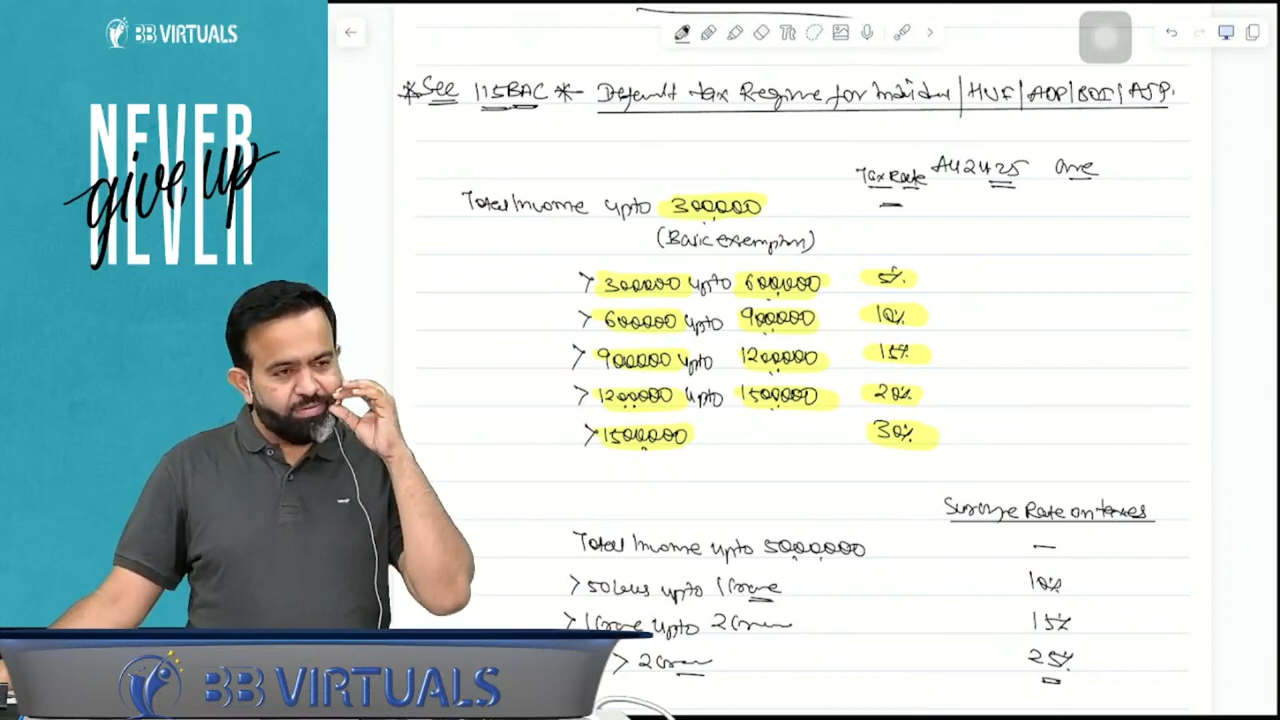 BB VIRTUALS
NEVER
give up
NEVER
*See 115BAC * Default tax Regime for Individual | HUF | AOP | BOI | AJP.
Tax Rate AY 24 25 are
Total Income upto 300000 —
(Basic exemption)
> 300000 upto 600000 5%
> 600000 upto 900000 10%
> 900000 upto 1200000 15%
> 1200000 upto 1500000 20%
> 1500000 30%
Surcharge Rate on taxes
Total Income upto 5000000 —
> 50 lacs upto 1 Crore 10%
> 1 Crore upto 2 Crore 15%
> 2 Crore 25%
BB VIRTUALS